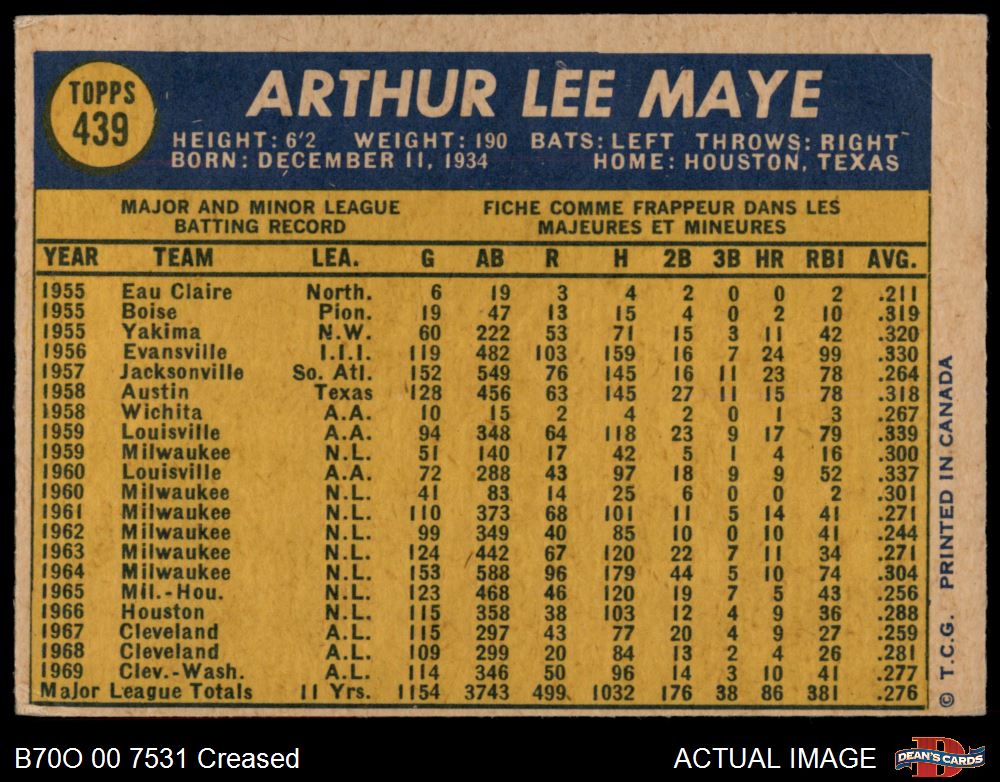 TOPPS
439
ARTHUR LEE MAYE
HEIGHT: 6'2 WEIGHT: 190 BATS: LEFT THROWS: RIGHT
BORN: DECEMBER 11, 1934 HOME: HOUSTON, TEXAS
MAJOR AND MINOR LEAGUE
BATTING RECORD
FICHE COMME FRAPPEUR DANS LES
MAJEURES ET MINEURES
YEAR TEAM LEA. G AB R H 2B 3B HR RBI AVG.
1955 Eau Claire North. 6 19 3 4 2 0 0 2 .211
1955 Boise Pion. 19 47 13 15 4 0 2 10 .319
1955 Yakima N.W. 60 222 53 71 15 3 11 42 .320
1956 Evansville I.I.I. 119 482 103 159 16 7 24 99 .330
1957 Jacksonville So. Atl. 152 549 76 145 16 11 23 78 .264
1958 Austin Texas 128 456 63 145 27 11 15 78 .318
1958 Wichita A.A. 10 15 2 4 2 0 1 3 .267
1959 Louisville A.A. 94 348 64 118 23 9 17 79 .339
1959 Milwaukee N.L. 51 140 17 42 5 1 4 16 .300
1960 Louisville A.A. 72 288 43 97 18 9 9 52 .337
1960 Milwaukee N.L. 41 83 14 25 6 0 0 2 .301
1961 Milwaukee N.L. 110 373 68 101 11 5 14 41 .271
1962 Milwaukee N.L. 99 349 40 85 10 0 10 41 .244
1963 Milwaukee N.L. 124 442 67 120 22 7 11 34 .271
1964 Milwaukee N.L. 153 588 96 179 44 5 10 74 .304
1965 Mil.-Hou. N.L. 123 468 46 120 19 7 5 43 .256
1966 Houston N.L. 115 358 38 103 12 4 9 36 .288
1967 Cleveland A.L. 115 297 43 77 20 4 9 27 .259
1968 Cleveland A.L. 109 299 20 84 13 2 4 26 .281
1969 Clev.-Wash. A.L. 114 346 50 96 14 3 10 41 .277
Major League Totals 11 Yrs. 1154 3743 499 1032 176 38 86 381 .276
© T.C.G. PRINTED IN CANADA
B70O 00 7531 Creased
ACTUAL IMAGE
DEAN'S CARDS